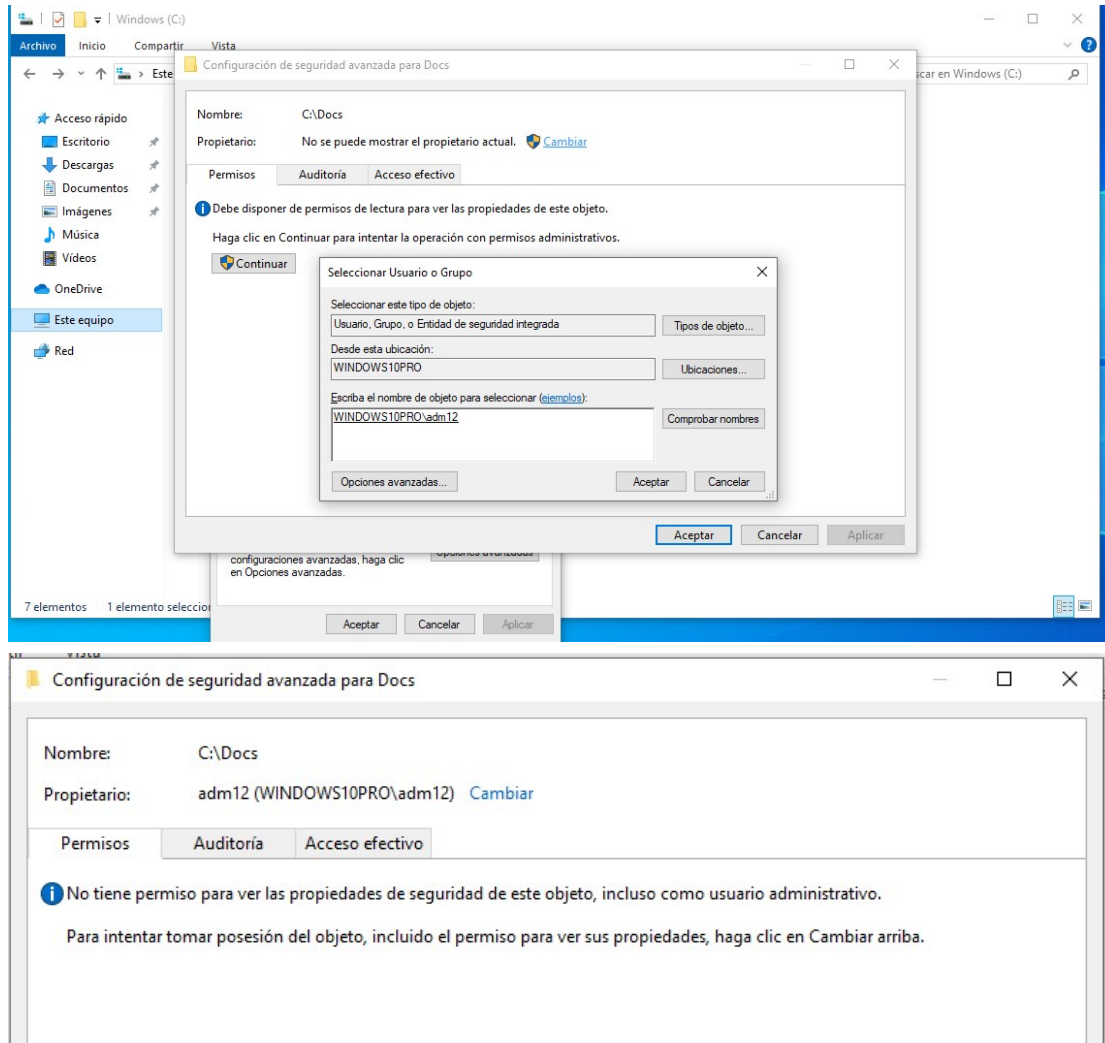 Windows (C:)
Archivo Inicio Compartir Vista
Este
Configuración de seguridad avanzada para Docs
car en Windows (C:)
Acceso rápido
Escritorio
Descargas
Documentos
Imágenes
Música
Vídeos
OneDrive
Este equipo
Red
Nombre: C:\Docs
Propietario: No se puede mostrar el propietario actual. Cambiar
Permisos Auditoría Acceso efectivo
Debe disponer de permisos de lectura para ver las propiedades de este objeto.
Haga clic en Continuar para intentar la operación con permisos administrativos.
Continuar
Seleccionar Usuario o Grupo
Seleccionar este tipo de objeto:
Usuario, Grupo, o Entidad de seguridad integrada Tipos de objeto...
Desde esta ubicación:
WINDOWS10PRO Ubicaciones...
Escriba el nombre de objeto para seleccionar (ejemplos):
WINDOWS10PRO\adm12 Comprobar nombres
Opciones avanzadas... Aceptar Cancelar
Aceptar Cancelar Aplicar
configuraciones avanzadas, haga clic Opciones avanzadas
en Opciones avanzadas.
7 elementos 1 elemento seleccion
Aceptar Cancelar Aplicar
Vista
Configuración de seguridad avanzada para Docs
Nombre: C:\Docs
Propietario: adm12 (WINDOWS10PRO\adm12) Cambiar
Permisos Auditoría Acceso efectivo
No tiene permiso para ver las propiedades de seguridad de este objeto, incluso como usuario administrativo.
Para intentar tomar posesión del objeto, incluido el permiso para ver sus propiedades, haga clic en Cambiar arriba.